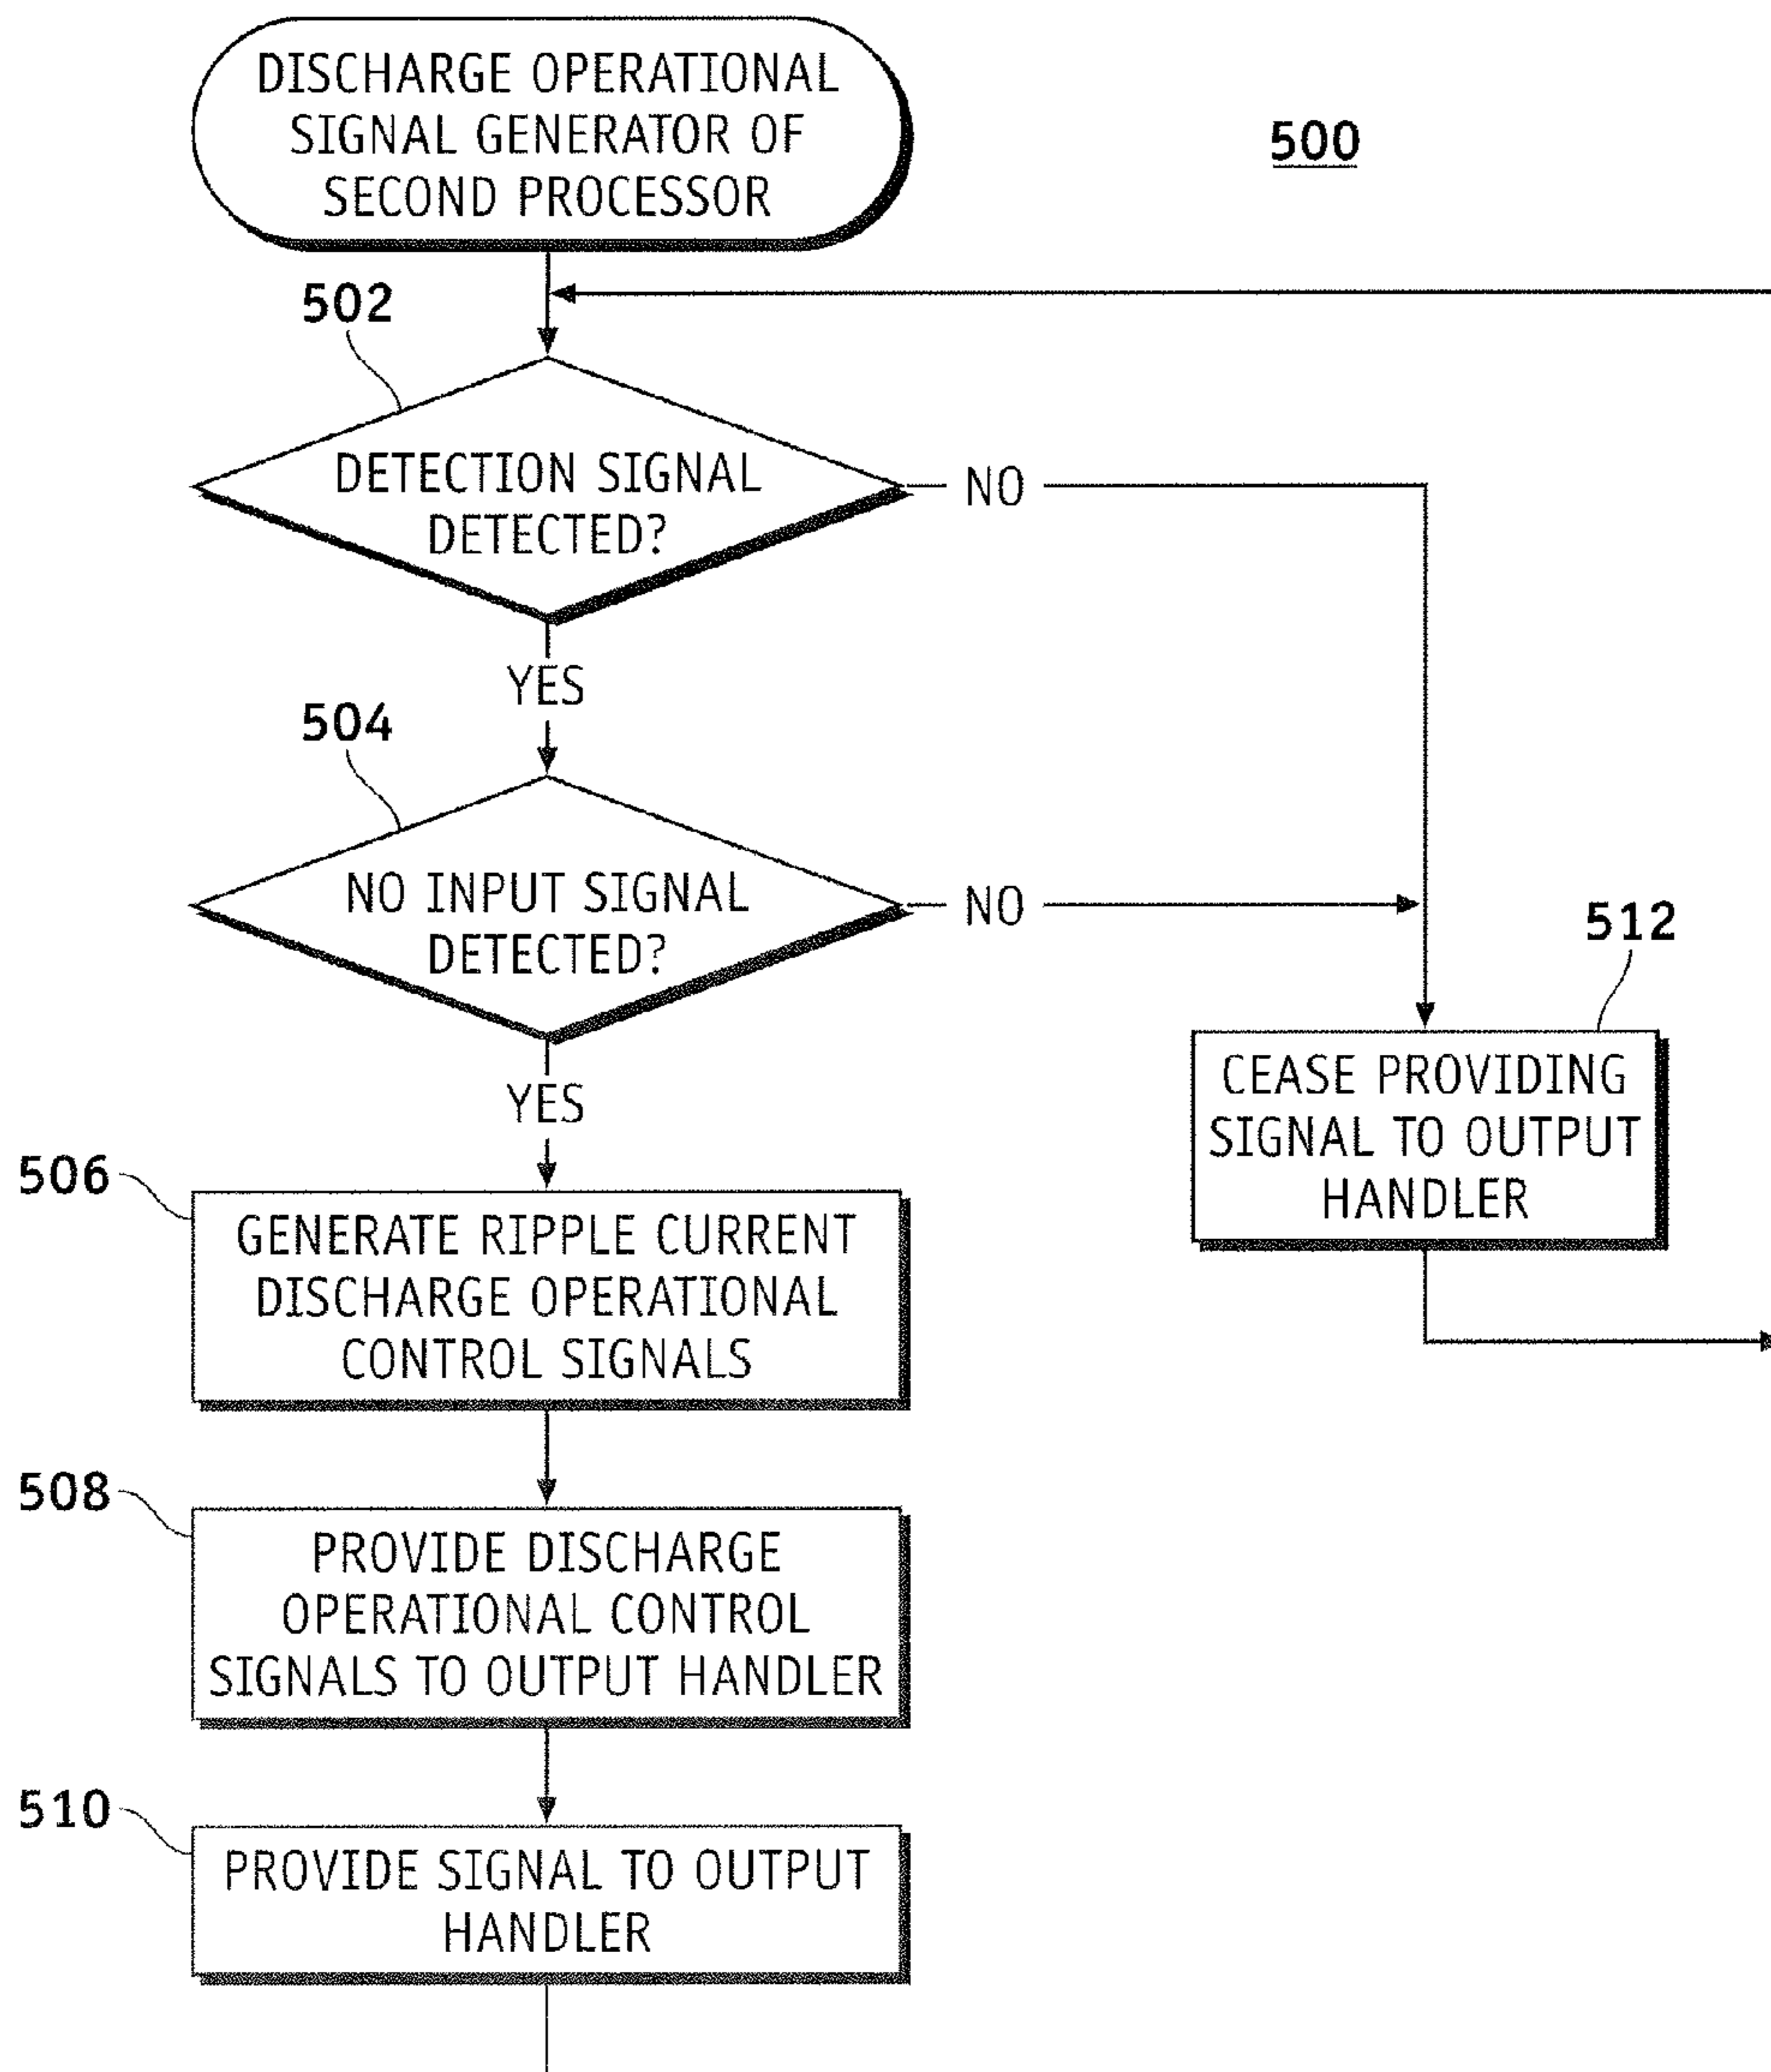 DISCHARGE OPERATIONAL
SIGNAL GENERATOR OF
SECOND PROCESSOR
500
502
DETECTION SIGNAL
DETECTED?
NO
YES
504
NO INPUT SIGNAL
DETECTED?
NO
YES
512
CEASE PROVIDING
SIGNAL TO OUTPUT
HANDLER
506
GENERATE RIPPLE CURRENT
DISCHARGE OPERATIONAL
CONTROL SIGNALS
508
PROVIDE DISCHARGE
OPERATIONAL CONTROL
SIGNALS TO OUTPUT HANDLER
510
PROVIDE SIGNAL TO OUTPUT
HANDLER